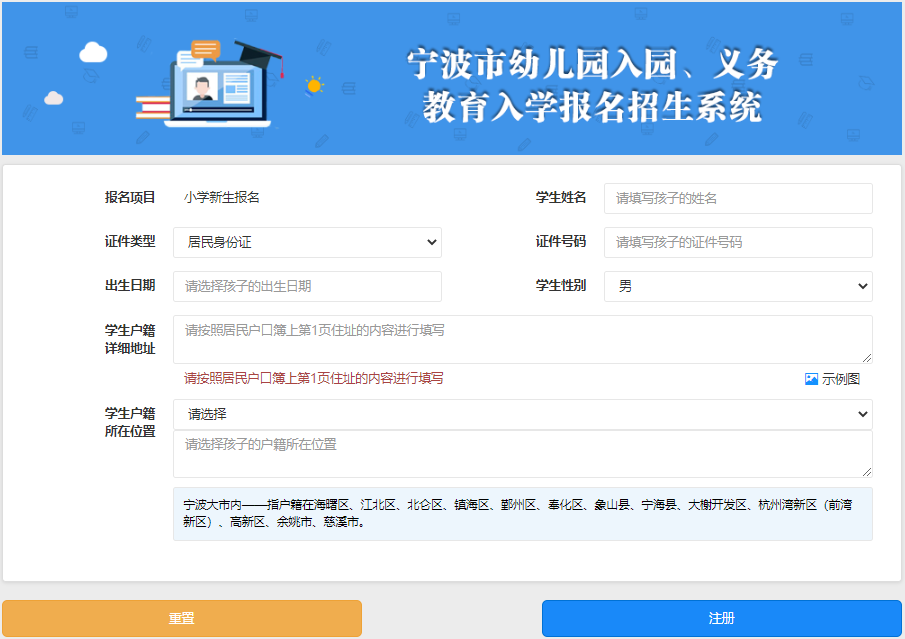 宁波市幼儿园入园、义务
教育入学报名招生系统
报名项目 小学新生报名 学生姓名 请填写孩子的姓名
证件类型 居民身份证 证件号码 请填写孩子的证件号码
出生日期 请选择孩子的出生日期 学生性别 男
学生户籍
详细地址
请按照居民户口簿上第1页住址的内容进行填写
请按照居民户口簿上第1页住址的内容进行填写 示例图
学生户籍
所在位置
请选择
请选择孩子的户籍所在位置
宁波大市内——指户籍在海曙区、江北区、北仑区、镇海区、鄞州区、奉化区、象山县、宁海县、大榭开发区、杭州湾新区（前湾
新区）、高新区、余姚市、慈溪市。
重置 注册